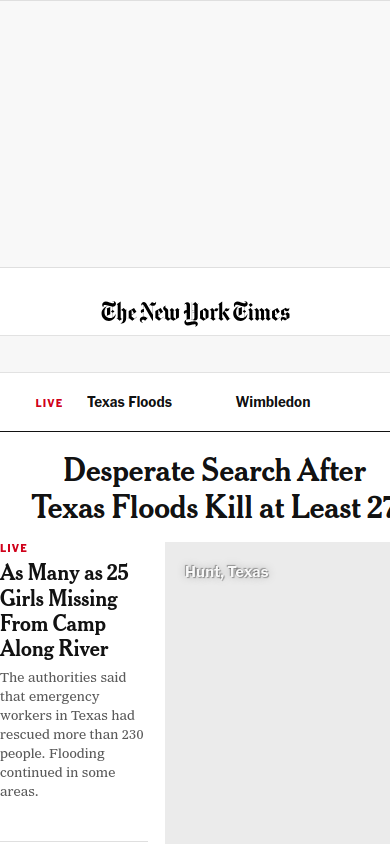 The New York Times
LIVE Texas Floods Wimbledon
Desperate Search After
Texas Floods Kill at Least 27
LIVE
As Many as 25
Girls Missing
From Camp
Along River
The authorities said
that emergency
workers in Texas had
rescued more than 230
people. Flooding
continued in some
areas.
Hunt, Texas